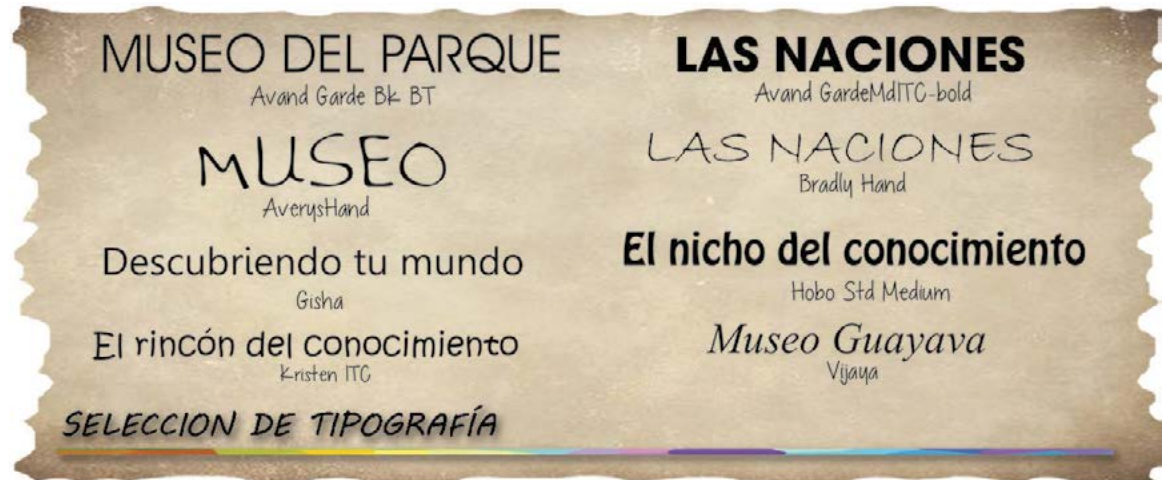 MUSEO DEL PARQUE
Avand Garde Bk BT
MUSEO
AverysHand
Descubriendo tu mundo
Gisha
El rincón del conocimiento
Kristen ITC
LAS NACIONES
Avand GardeMdITC-bold
LAS NACIONES
Bradly Hand
El nicho del conocimiento
Hobo Std Medium
Museo Guayava
Vijaya
SELECCION DE TIPOGRAFÍA